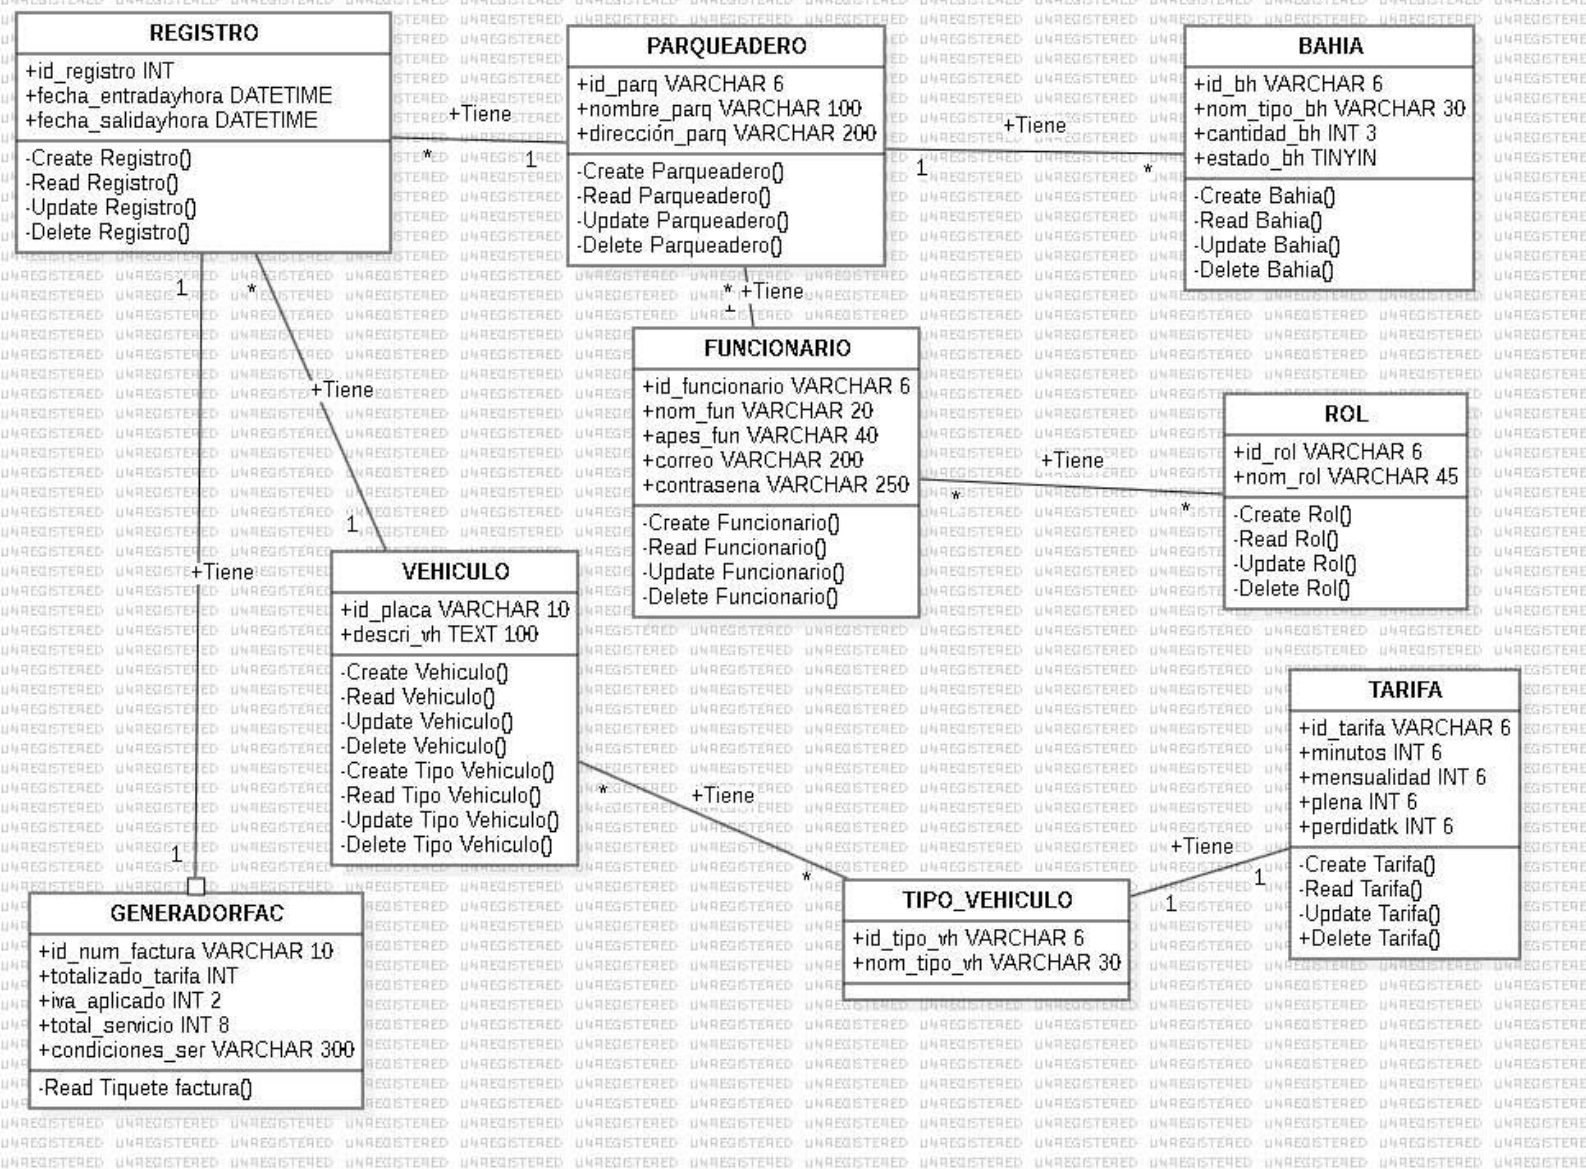 REGISTRO
+id_registro INT
+fecha_entradayhora DATETIME
+fecha_salidayhora DATETIME
-Create Registro()
-Read Registro()
-Update Registro()
-Delete Registro()
+Tiene
*
1
PARQUEADERO
+id_parq VARCHAR 6
+nombre_parq VARCHAR 100
+dirección_parq VARCHAR 200
-Create Parqueadero()
-Read Parqueadero()
-Update Parqueadero()
-Delete Parqueadero()
+Tiene
1
*
BAHIA
+id_bh VARCHAR 6
+nom_tipo_bh VARCHAR 30
+cantidad_bh INT 3
+estado_bh TINYIN
-Create Bahia()
-Read Bahia()
-Update Bahia()
-Delete Bahia()
1
*
* +Tiene
FUNCIONARIO
+id_funcionario VARCHAR 6
+nom_fun VARCHAR 20
+apes_fun VARCHAR 40
+correo VARCHAR 200
+contrasena VARCHAR 250
-Create Funcionario()
-Read Funcionario()
-Update Funcionario()
-Delete Funcionario()
+Tiene
*
*
ROL
+id_rol VARCHAR 6
+nom_rol VARCHAR 45
-Create Rol()
-Read Rol()
-Update Rol()
-Delete Rol()
+Tiene
1
+Tiene
VEHICULO
+id_placa VARCHAR 10
+descri_vh TEXT 100
-Create Vehiculo()
-Read Vehiculo()
-Update Vehiculo()
-Delete Vehiculo()
-Create Tipo Vehiculo()
-Read Tipo Vehiculo()
-Update Tipo Vehiculo()
-Delete Tipo Vehiculo()
*
+Tiene
*
TIPO_VEHICULO
+id_tipo_vh VARCHAR 6
+nom_tipo_vh VARCHAR 30
+Tiene
1
1
TARIFA
+id_tarifa VARCHAR 6
+minutos INT 6
+mensualidad INT 6
+plena INT 6
+perdidatk INT 6
-Create Tarifa()
-Read Tarifa()
-Update Tarifa()
+Delete Tarifa()
1
GENERADORFAC
+id_num_factura VARCHAR 10
+totalizado_tarifa INT
+iva_aplicado INT 2
+total_servicio INT 8
+condiciones_ser VARCHAR 300
-Read Tiquete factura()
UNREGISTERED